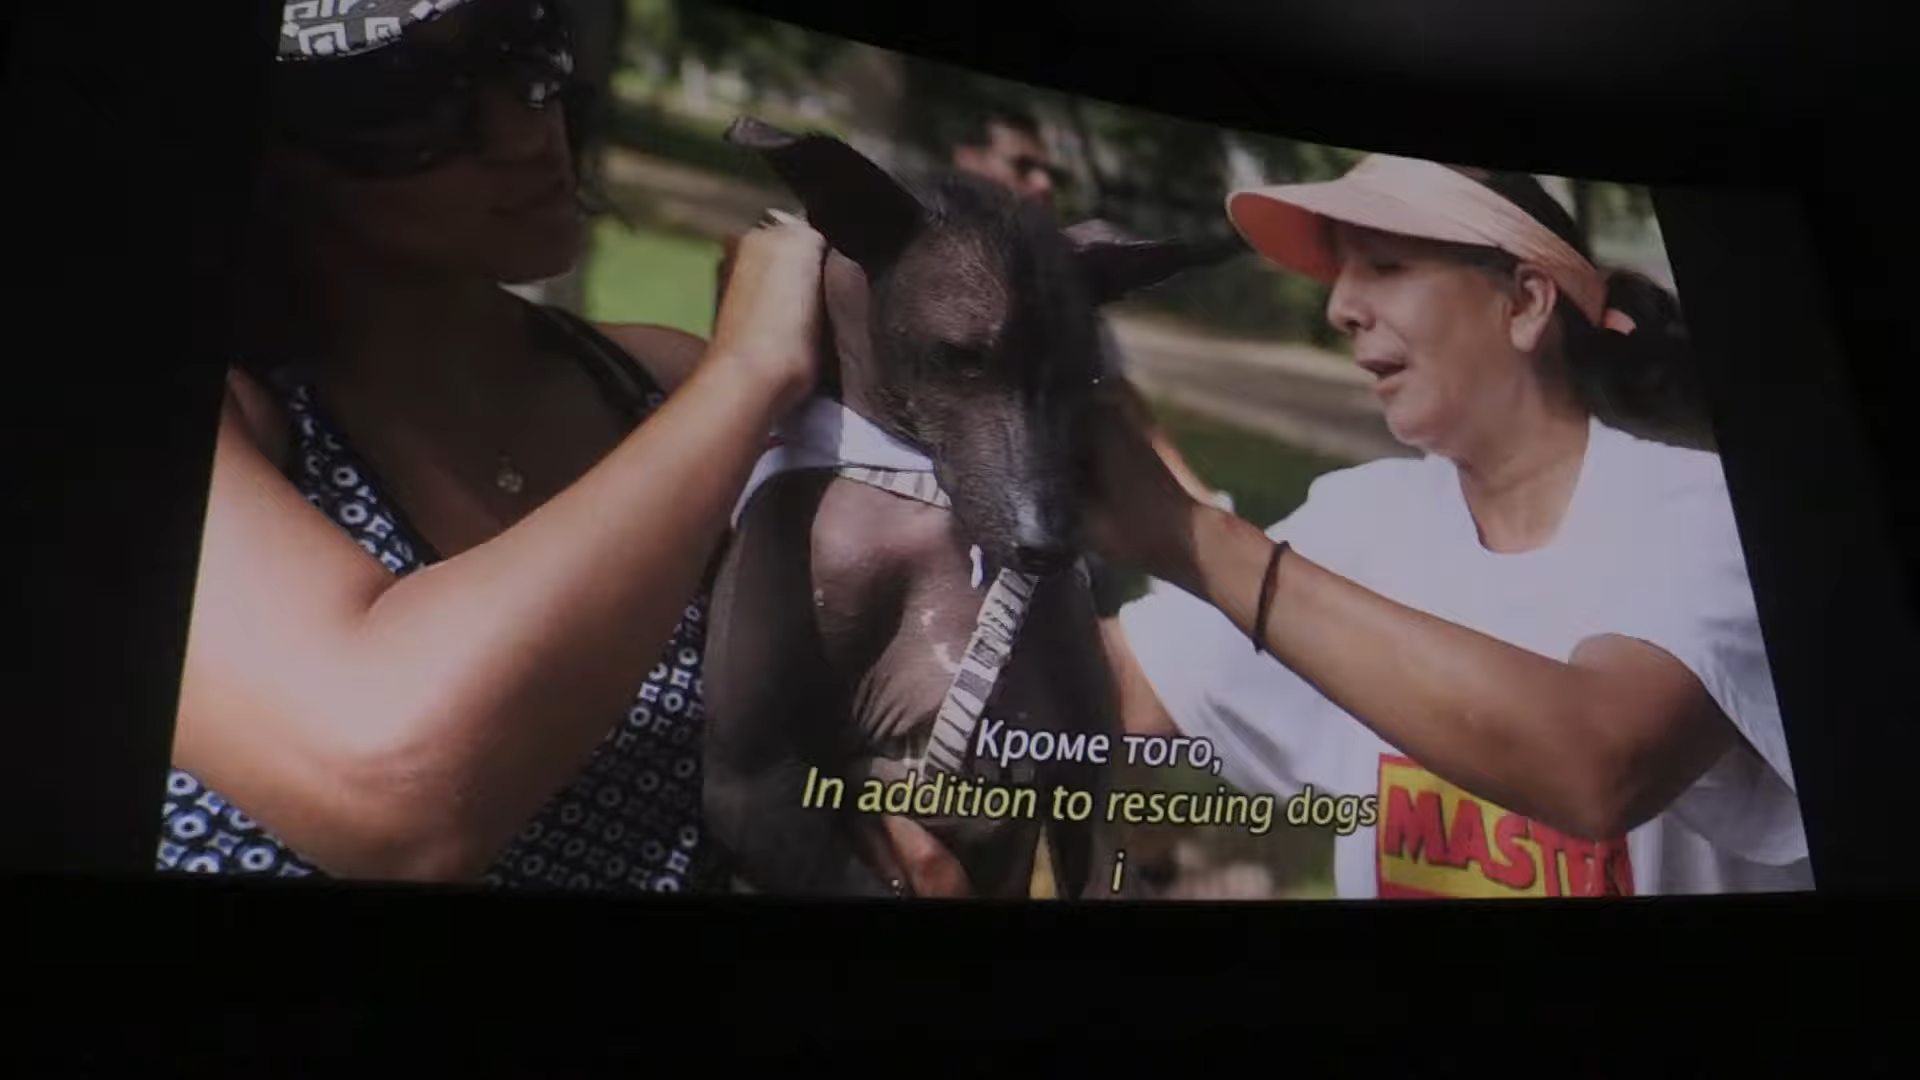 Кроме того,
In addition to rescuing dogs
i
MASTE